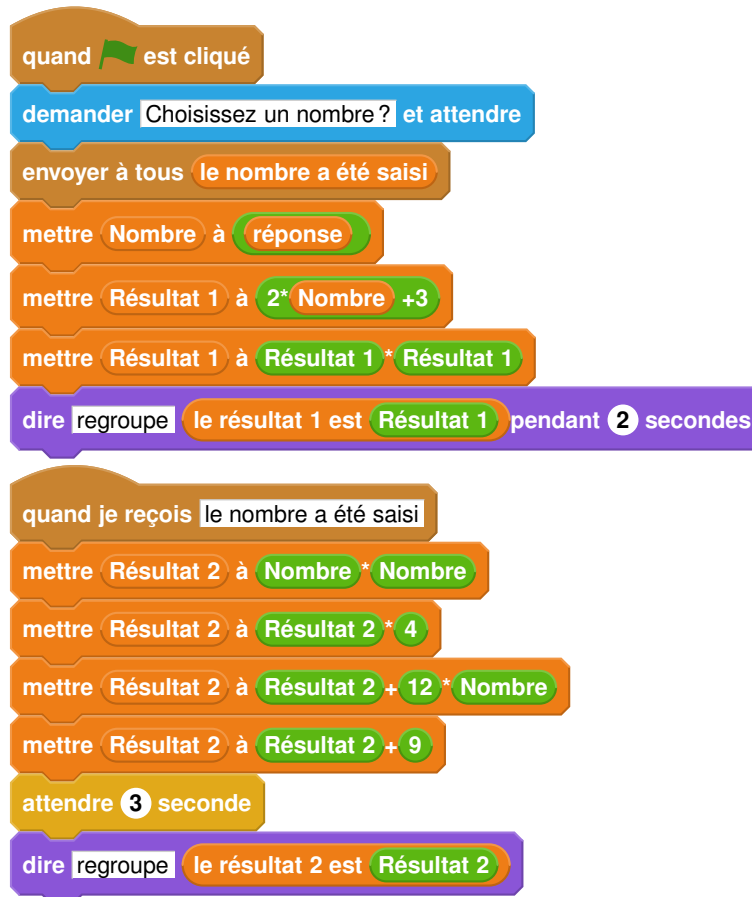 quand est cliqué
demander Choisissez un nombre ? et attendre
envoyer à tous le nombre a été saisi
mettre Nombre à réponse
mettre Résultat 1 à 2* Nombre +3
mettre Résultat 1 à Résultat 1 * Résultat 1
dire regroupe le résultat 1 est Résultat 1 pendant 2 secondes
quand je reçois le nombre a été saisi
mettre Résultat 2 à Nombre * Nombre
mettre Résultat 2 à Résultat 2 * 4
mettre Résultat 2 à Résultat 2 + 12 * Nombre
mettre Résultat 2 à Résultat 2 + 9
attendre 3 seconde
dire regroupe le résultat 2 est Résultat 2